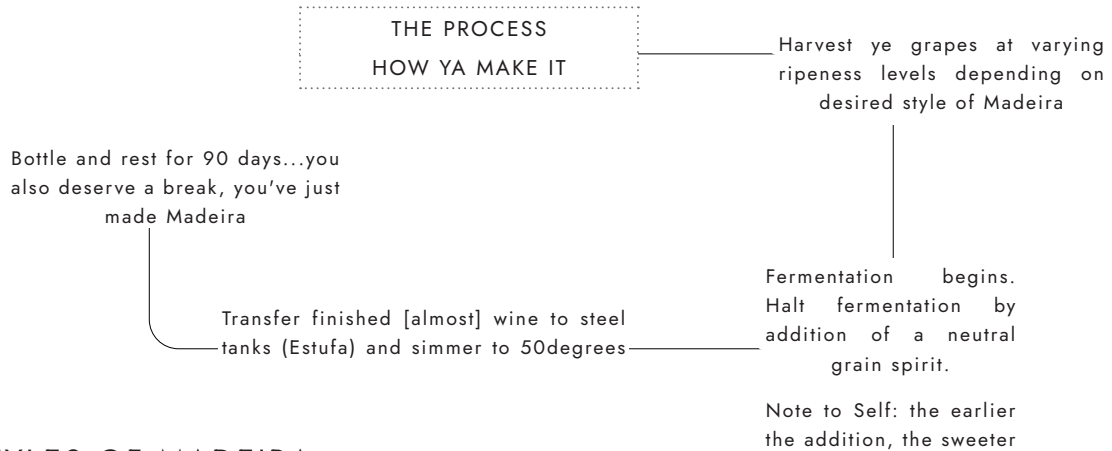 THE PROCESS
HOW YA MAKE IT
Harvest ye grapes at varying
ripeness levels depending on
desired style of Madeira
Fermentation begins.
Halt fermentation by
addition of a neutral
grain spirit.
Note to Self: the earlier
the addition, the sweeter
Transfer finished [almost] wine to steel
tanks (Estufa) and simmer to 50degrees
Bottle and rest for 90 days...you
also deserve a break, you've just
made Madeira